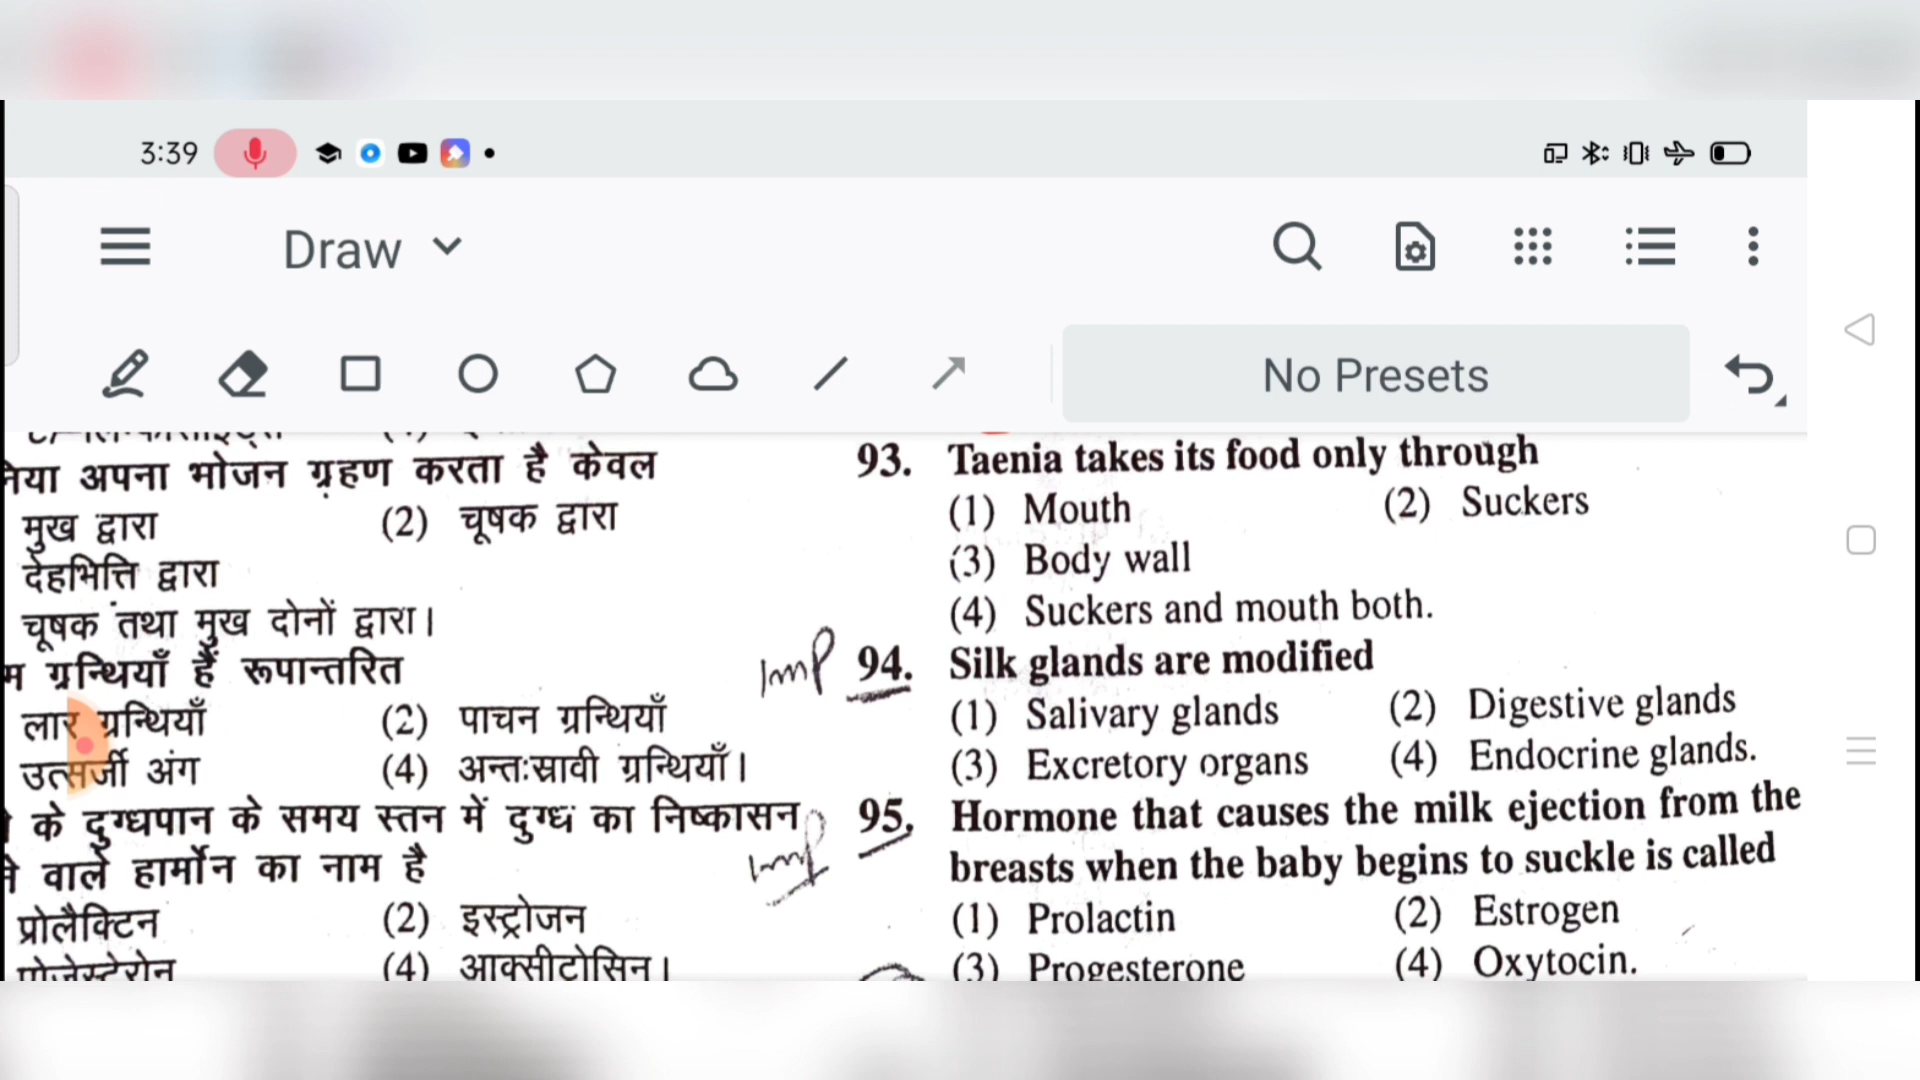 3:39
Draw
No Presets
अपना भोजन ग्रहण करता है केवल
मुख द्वारा (2) चूषक द्वारा
देहभित्ति द्वारा
चूषक तथा मुख दोनों द्वारा।
ग्रन्थियाँ हैं रूपान्तरित
लार ग्रन्थियाँ (2) पाचन ग्रन्थियाँ
उत्सर्जी अंग (4) अन्तःस्रावी ग्रन्थियाँ।
के दुग्धपान के समय स्तन में दुग्ध का निष्कासन
वाले हार्मोन का नाम है
प्रोलैक्टिन (2) इस्ट्रोजन
(4) आक्सीटोसिन।
93. Taenia takes its food only through
(1) Mouth (2) Suckers
(3) Body wall
(4) Suckers and mouth both.
Imp 94. Silk glands are modified
(1) Salivary glands (2) Digestive glands
(3) Excretory organs (4) Endocrine glands.
Imp 95. Hormone that causes the milk ejection from the
breasts when the baby begins to suckle is called
(1) Prolactin (2) Estrogen
(3) Progesterone (4) Oxytocin.